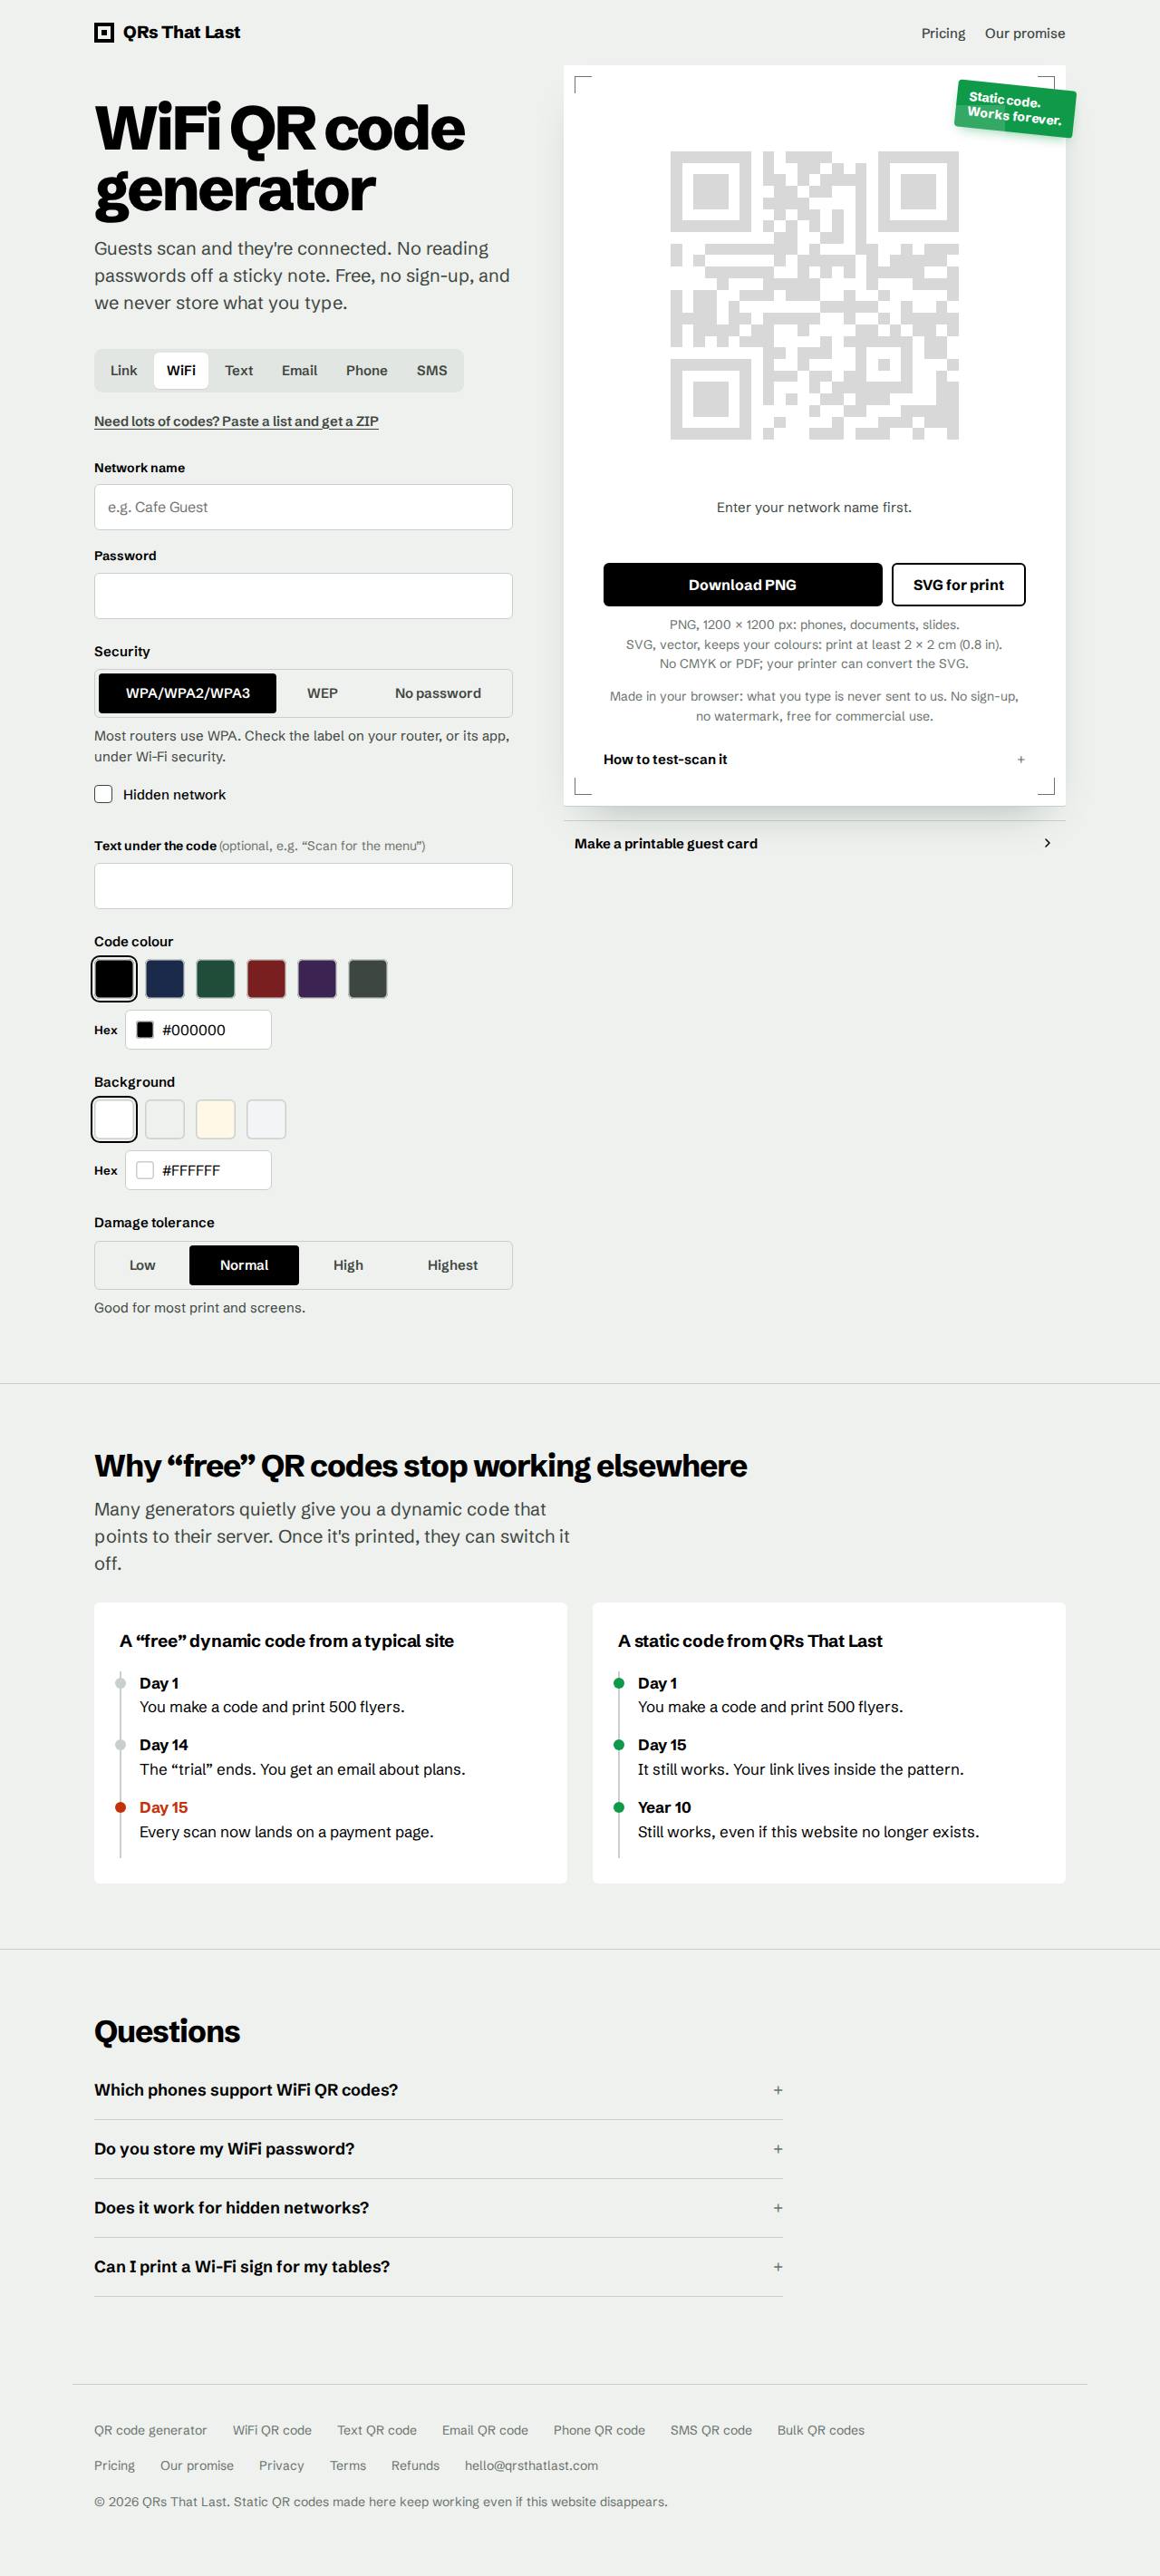 QRs That Last
Pricing
Our promise
WiFi QR code
generator
Guests scan and they're connected. No reading
passwords off a sticky note. Free, no sign-up, and
we never store what you type.
Link
WiFi
Text
Email
Phone
SMS
Need lots of codes? Paste a list and get a ZIP
Network name
e.g. Cafe Guest
Password
Security
WPA/WPA2/WPA3
WEP
No password
Most routers use WPA. Check the label on your router, or its app,
under Wi-Fi security.
Hidden network
Text under the code (optional, e.g. “Scan for the menu”)
Code colour
Hex
#000000
Background
Hex
#FFFFFF
Damage tolerance
Low
Normal
High
Highest
Good for most print and screens.
Static code.
Works forever.
Enter your network name first.
Download PNG
SVG for print
PNG, 1200 × 1200 px: phones, documents, slides.
SVG, vector, keeps your colours: print at least 2 × 2 cm (0.8 in).
No CMYK or PDF; your printer can convert the SVG.
Made in your browser: what you type is never sent to us. No sign-up,
no watermark, free for commercial use.
How to test-scan it
+
Make a printable guest card
Why “free” QR codes stop working elsewhere
Many generators quietly give you a dynamic code that
points to their server. Once it's printed, they can switch it
off.
A “free” dynamic code from a typical site
Day 1
You make a code and print 500 flyers.
Day 14
The “trial” ends. You get an email about plans.
Day 15
Every scan now lands on a payment page.
A static code from QRs That Last
Day 1
You make a code and print 500 flyers.
Day 15
It still works. Your link lives inside the pattern.
Year 10
Still works, even if this website no longer exists.
Questions
Which phones support WiFi QR codes?
+
Do you store my WiFi password?
+
Does it work for hidden networks?
+
Can I print a Wi-Fi sign for my tables?
+
QR code generator
WiFi QR code
Text QR code
Email QR code
Phone QR code
SMS QR code
Bulk QR codes
Pricing
Our promise
Privacy
Terms
Refunds
hello@qrsthatlast.com
© 2026 QRs That Last. Static QR codes made here keep working even if this website disappears.